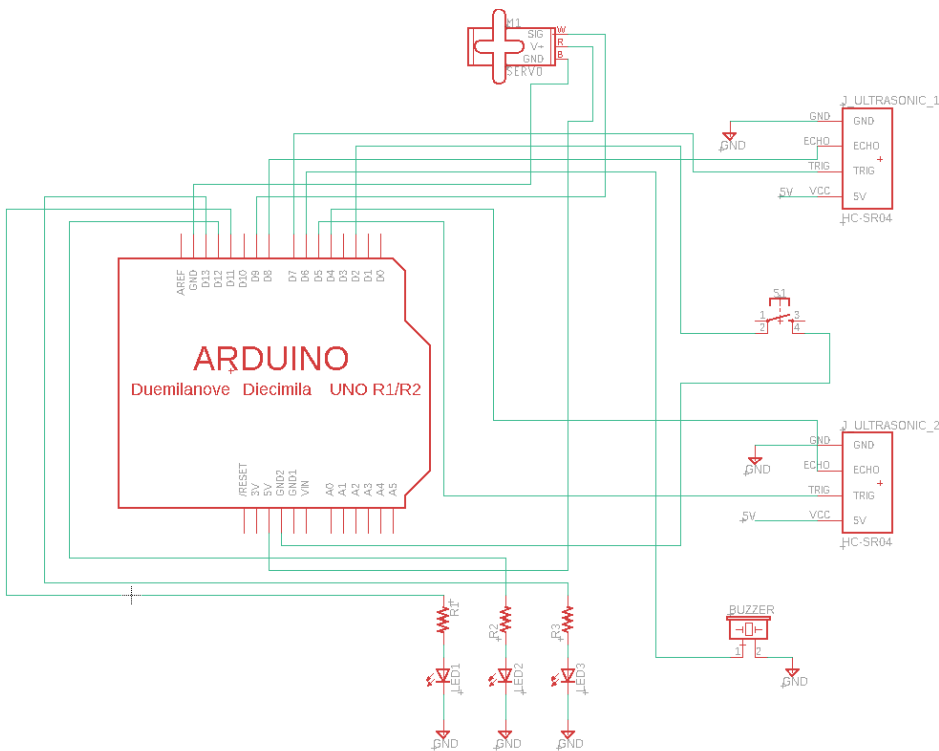 M1
SIG W
V+ R
GND B
SERVO
J_ULTRASONIC_1
GND GND
ECHO ECHO
TRIG TRIG
5V VCC 5V
HC-SR04
GND
AREF GND D13 D12 D11 D10 D9 D8 D7 D6 D5 D4 D3 D2 D1 D0
S1
1 3
2 4
ARDUINO
Duemilanove Diecimila UNO R1/R2
J_ULTRASONIC_2
GND GND
ECHO ECHO
TRIG TRIG
5V VCC 5V
HC-SR04
GND
/RESET 3V 5V GND2 GND1 VIN A0 A1 A2 A3 A4 A5
R1 R2 R3
BUZZER
1 2
GND
LED1 LED2 LED3
GND GND GND